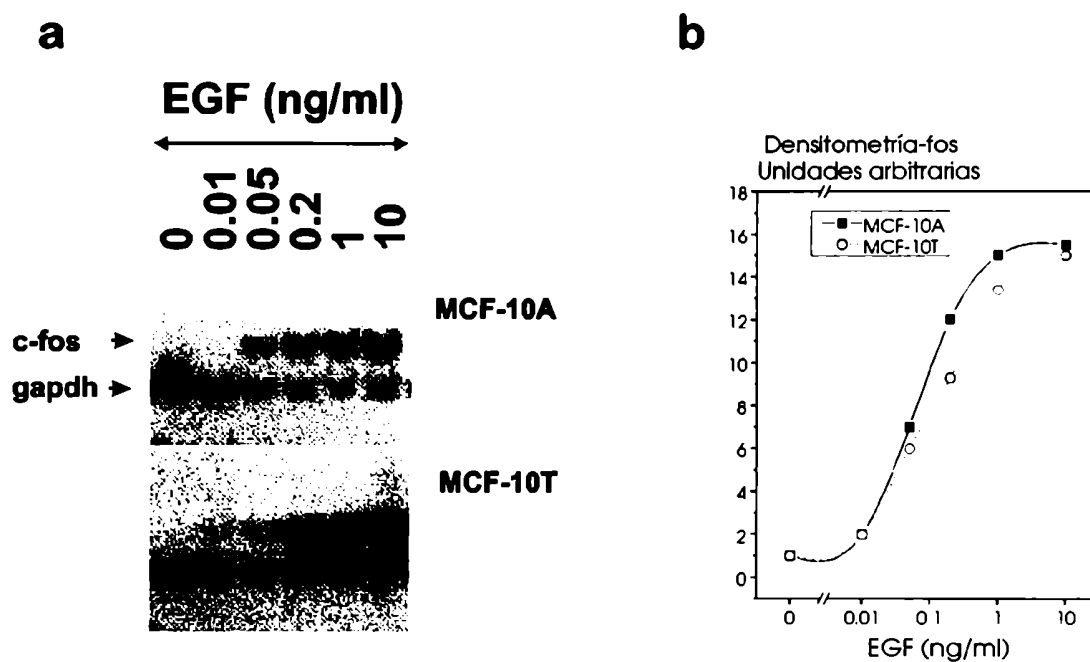 a
EGF (ng/ml)
0
0.01
0.05
0.2
1
10
MCF-10A
c-fos
gapdh
MCF-10T
b
Densitometría-fos
Unidades arbitrarias
18
16
14
12
10
8
6
4
2
0
MCF-10A
MCF-10T
0
0.01
0 1
1
10
EGF (ng/ml)